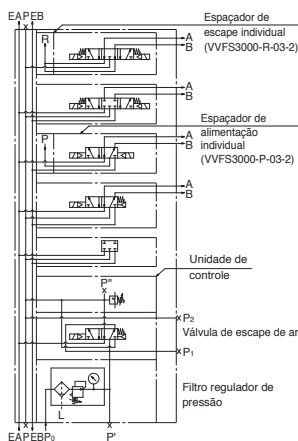 EAPEB
Espaçador de
escape individual
(VVFS3000-R-03-2)
R
A
B
A
B
Espaçador de
alimentação
individual
(VVFS3000-P-03-2)
P
A
B
A
B
Unidade de
controle
P"
P2
Válvula de escape de ar
P1
Filtro regulador de
pressão
L
EAPEBP0
P'